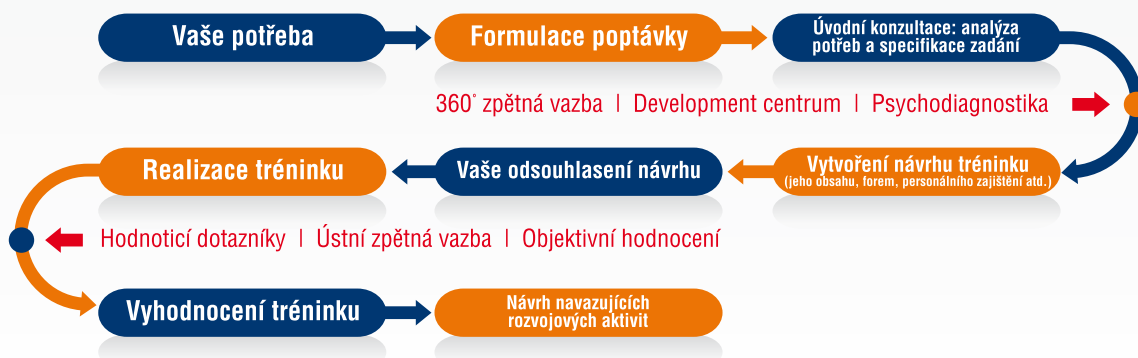 Vaše potřeba
Formulace poptávky
Úvodní konzultace: analýza
potřeb a specifikace zadání
360° zpětná vazba | Development centrum | Psychodiagnostika
Vytvoření návrhu tréninku
(jeho obsahu, forem, personálního zajištění atd.)
Vaše odsouhlasení návrhu
Realizace tréninku
Hodnoticí dotazníky | Ústní zpětná vazba | Objektivní hodnocení
Vyhodnocení tréninku
Návrh navazujících
rozvojových aktivit